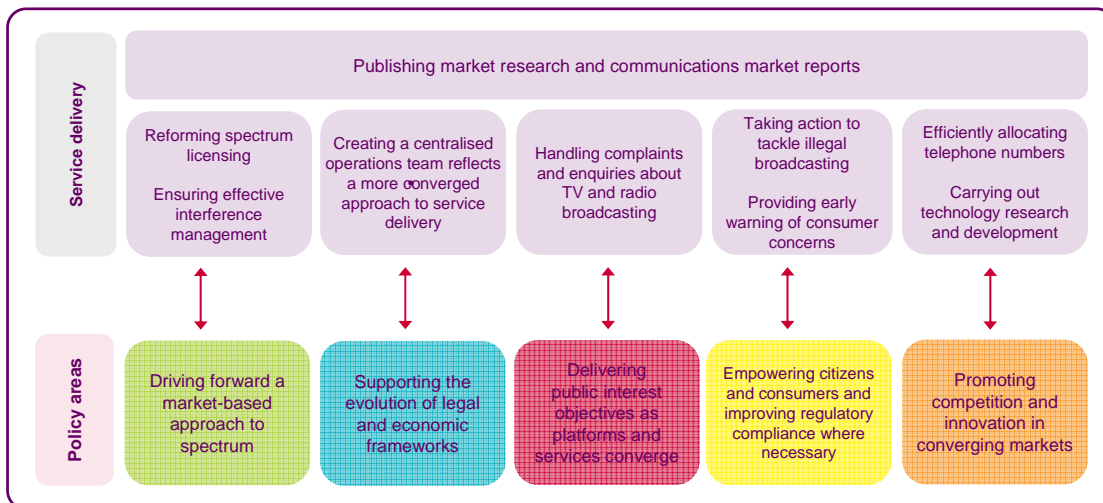 Service delivery
Publishing market research and communications market reports
Reforming spectrum
licensing
Ensuring effective
interference
management
Creating a centralised
operations team reflects
a more converged
approach to service
delivery
Handling complaints
and enquiries about
TV and radio
broadcasting
Taking action to
tackle illegal
broadcasting
Providing early
warning of consumer
concerns
Efficiently allocating
telephone numbers
Carrying out
technology research
and development
Policy areas
Driving forward a
market-based
approach to
spectrum
Supporting the
evolution of legal
and economic
frameworks
Delivering
public interest
objectives as
platforms and
services converge
Empowering citizens
and consumers and
improving regulatory
compliance where
necessary
Promoting
competition and
innovation in
converging markets